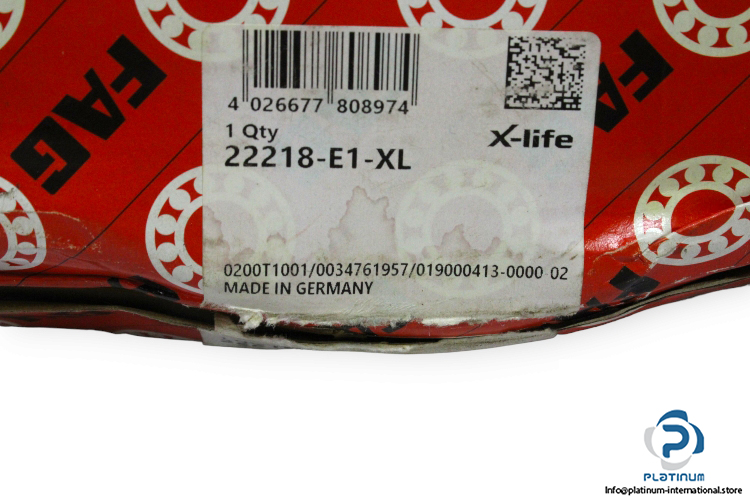 FAG
FAG
4 026677 808974
1 Qty
22218-E1-XL
X-life
0200T1001/0034761957/019000413-0000 02
MADE IN GERMANY
PLATINUM
Info@platinum-international.store